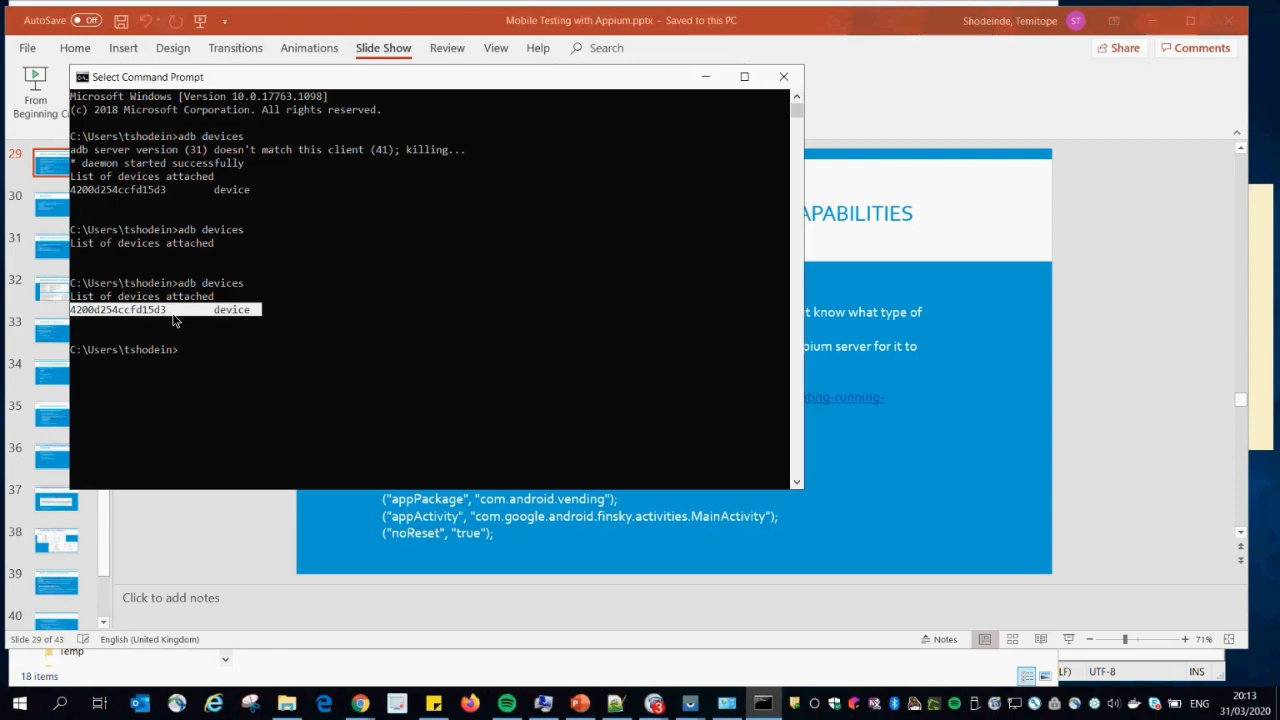 AutoSave Off
Mobile Testing with Appium.pptx - Saved to this PC
Shodeinde, Temitope ST
File Home Insert Design Transitions Animations Slide Show Review View Help Search
Share Comments
From
Beginning
Select Command Prompt
Microsoft Windows [Version 10.0.17763.1098]
(c) 2018 Microsoft Corporation. All rights reserved.
C:\Users\tshodein>adb devices
adb server version (31) doesn't match this client (41); killing...
* daemon started successfully
List of devices attached
4200d254ccfd15d3 device
C:\Users\tshodein>adb devices
List of devices attached
C:\Users\tshodein>adb devices
List of devices attached
4200d254ccfd15d3 device
C:\Users\tshodein>
29
30
31
32
33
34
35
36
37
38
39
40
APABILITIES
t know what type of
pium server for it to
ting-running-
("appPackage", "com.android.vending");
("appActivity", "com.google.android.finsky.activities.MainActivity");
("noReset", "true");
Click to add notes
Slide 29 of 43 English (United Kingdom) Notes 71%
Temp
18 items
LF) UTF-8 INS
ENG
20:13
31/03/2020